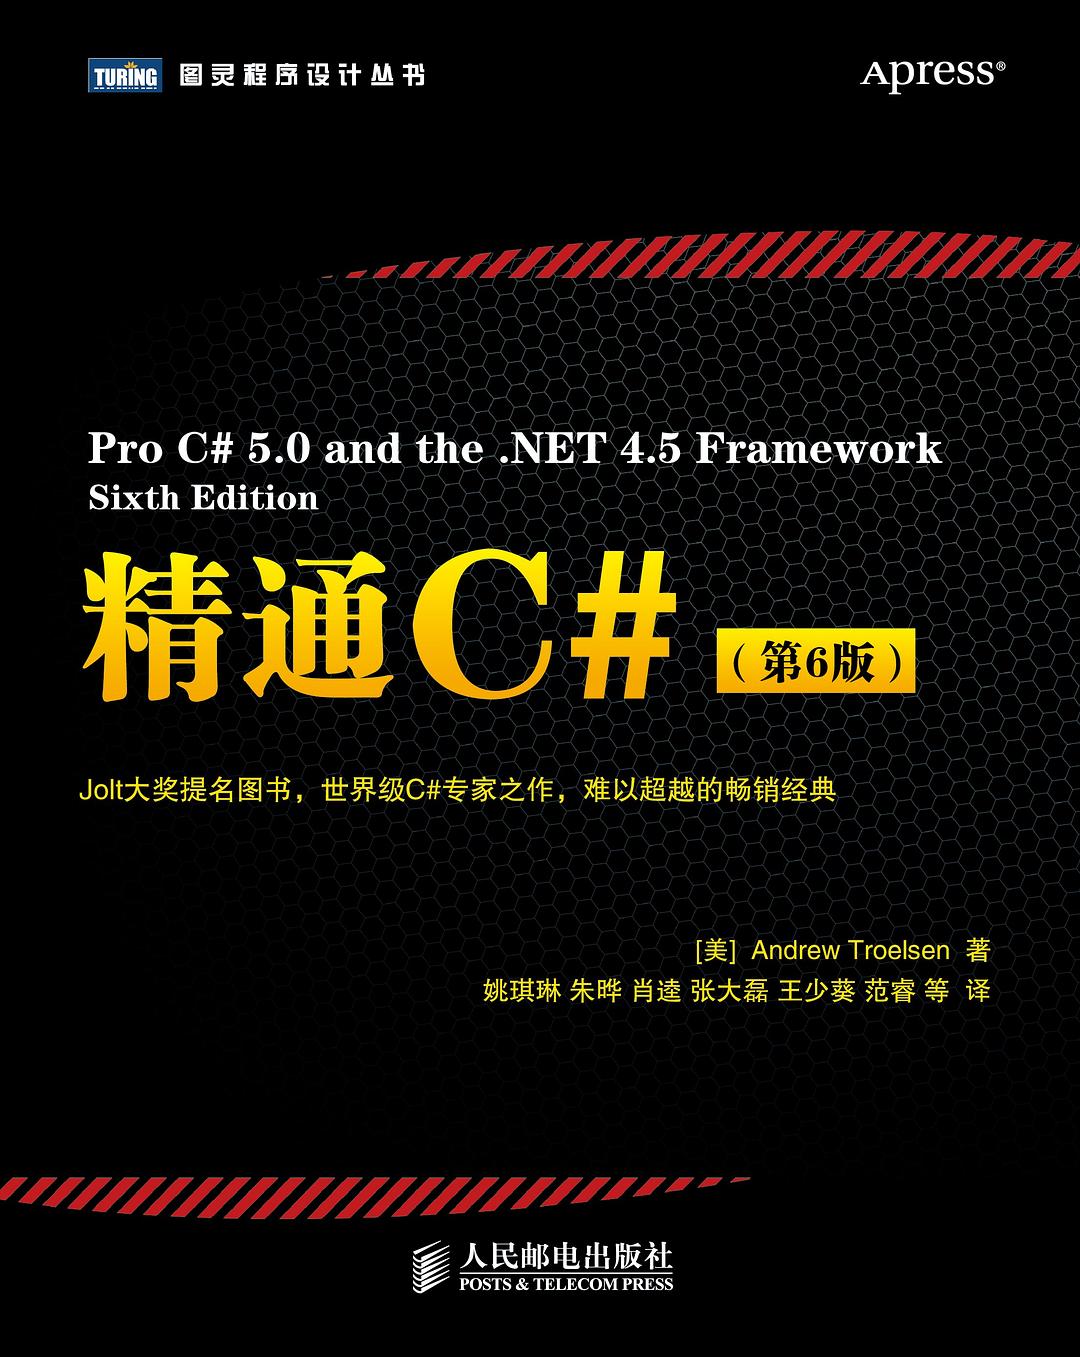 TURING 图灵程序设计丛书
Apress®
Pro C# 5.0 and the .NET 4.5 Framework
Sixth Edition
精通C#（第6版）
Jolt大奖提名图书，世界级C#专家之作，难以超越的畅销经典
[美] Andrew Troelsen 著
姚琪琳 朱晔 肖逵 张大磊 王少葵 范睿 等 译
人民邮电出版社
POSTS & TELECOM PRESS